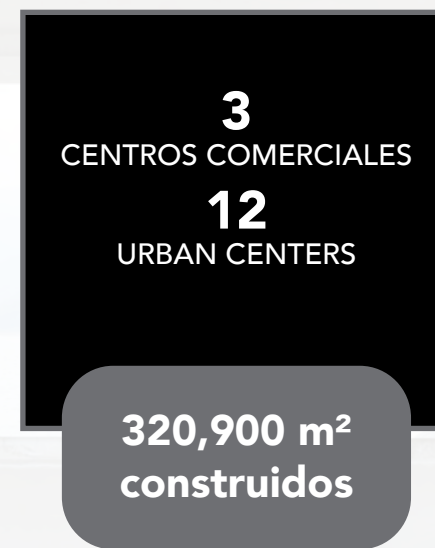 3
CENTROS COMERCIALES
12
URBAN CENTERS
320,900 m²
construidos